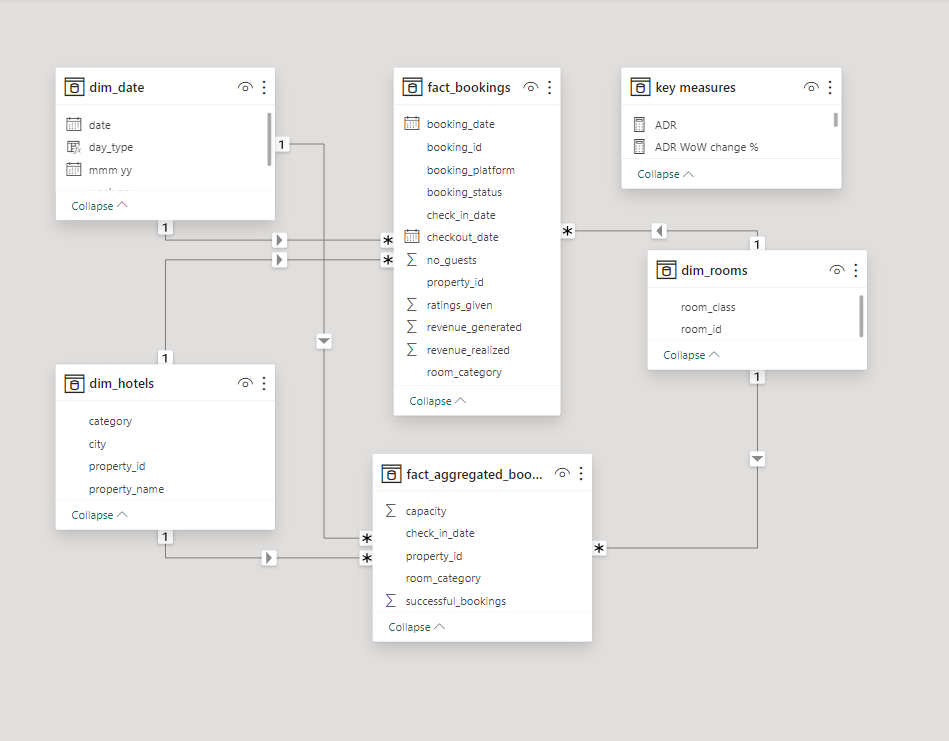 dim_date
date
day_type
mmm yy
Collapse
1
1
fact_bookings
booking_date
booking_id
booking_platform
booking_status
check_in_date
checkout_date
no_guests
property_id
ratings_given
revenue_generated
revenue_realized
room_category
Collapse
*
*
*
key measures
ADR
ADR WoW change %
Collapse
1
dim_rooms
room_class
room_id
Collapse
1
1
dim_hotels
category
city
property_id
property_name
Collapse
1
fact_aggregated_boo...
capacity
check_in_date
property_id
room_category
successful_bookings
Collapse
*
*
*